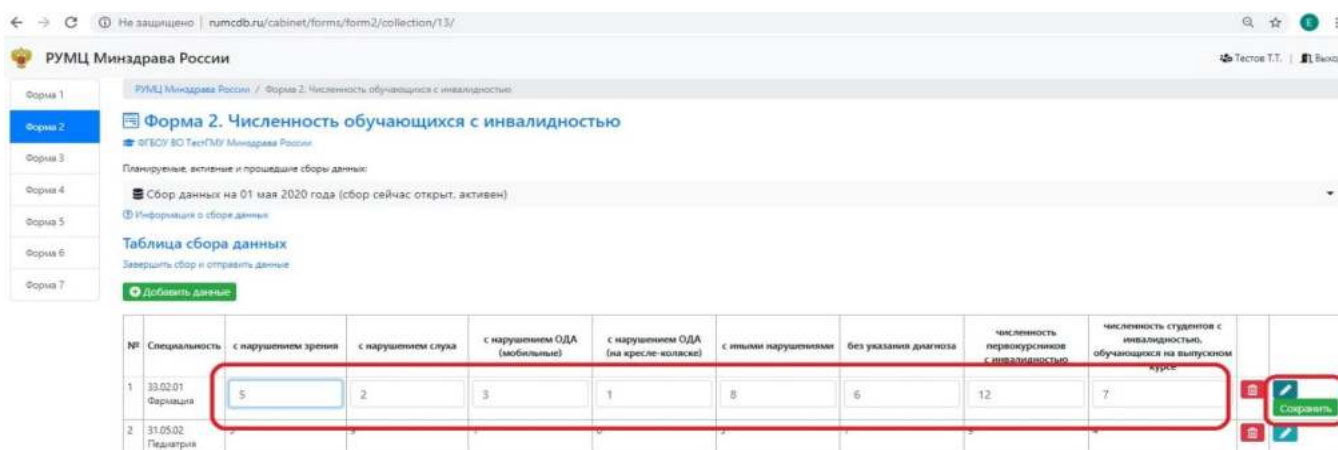 Не защищено | rumcdb.ru/cabinet/forms/form2/collection/13/
E
РУМЦ Минздрава России
Тестов Т.Т. | Выхо
Форма 1
Форма 2
Форма 3
Форма 4
Форма 5
Форма 6
Форма 7
РУМЦ Минздрава России / Форма 2. Численность обучающихся с инвалидностью
Форма 2. Численность обучающихся с инвалидностью
ФГБОУ ВО ТестГМУ Минздрава России
Планируемые, активные и прошедшие сборы данных:
Сбор данных на 01 мая 2020 года (сбор сейчас открыт, активен)
Информация о сборе данных
Таблица сбора данных
Завершить сбор и отправить данные
Добавить данные
№ Специальность с нарушением зрения с нарушением слуха с нарушением ОДА (мобильные) с нарушением ОДА (на кресле-коляске) с иными нарушениями без указания диагноза численность первокурсников с инвалидностью численность студентов с инвалидностью, обучающихся на выпускном курсе
1 33.02.01 Фармация 5 2 3 1 8 6 12 7
Сохранить
2 31.05.02 Педиатрия